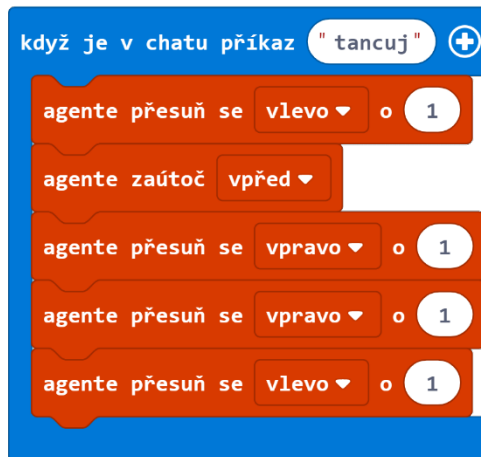 když je v chatu příkaz "tancuj"
agente přesuň se vlevo o 1
agente zaútoč vpřed
agente přesuň se vpravo o 1
agente přesuň se vpravo o 1
agente přesuň se vlevo o 1